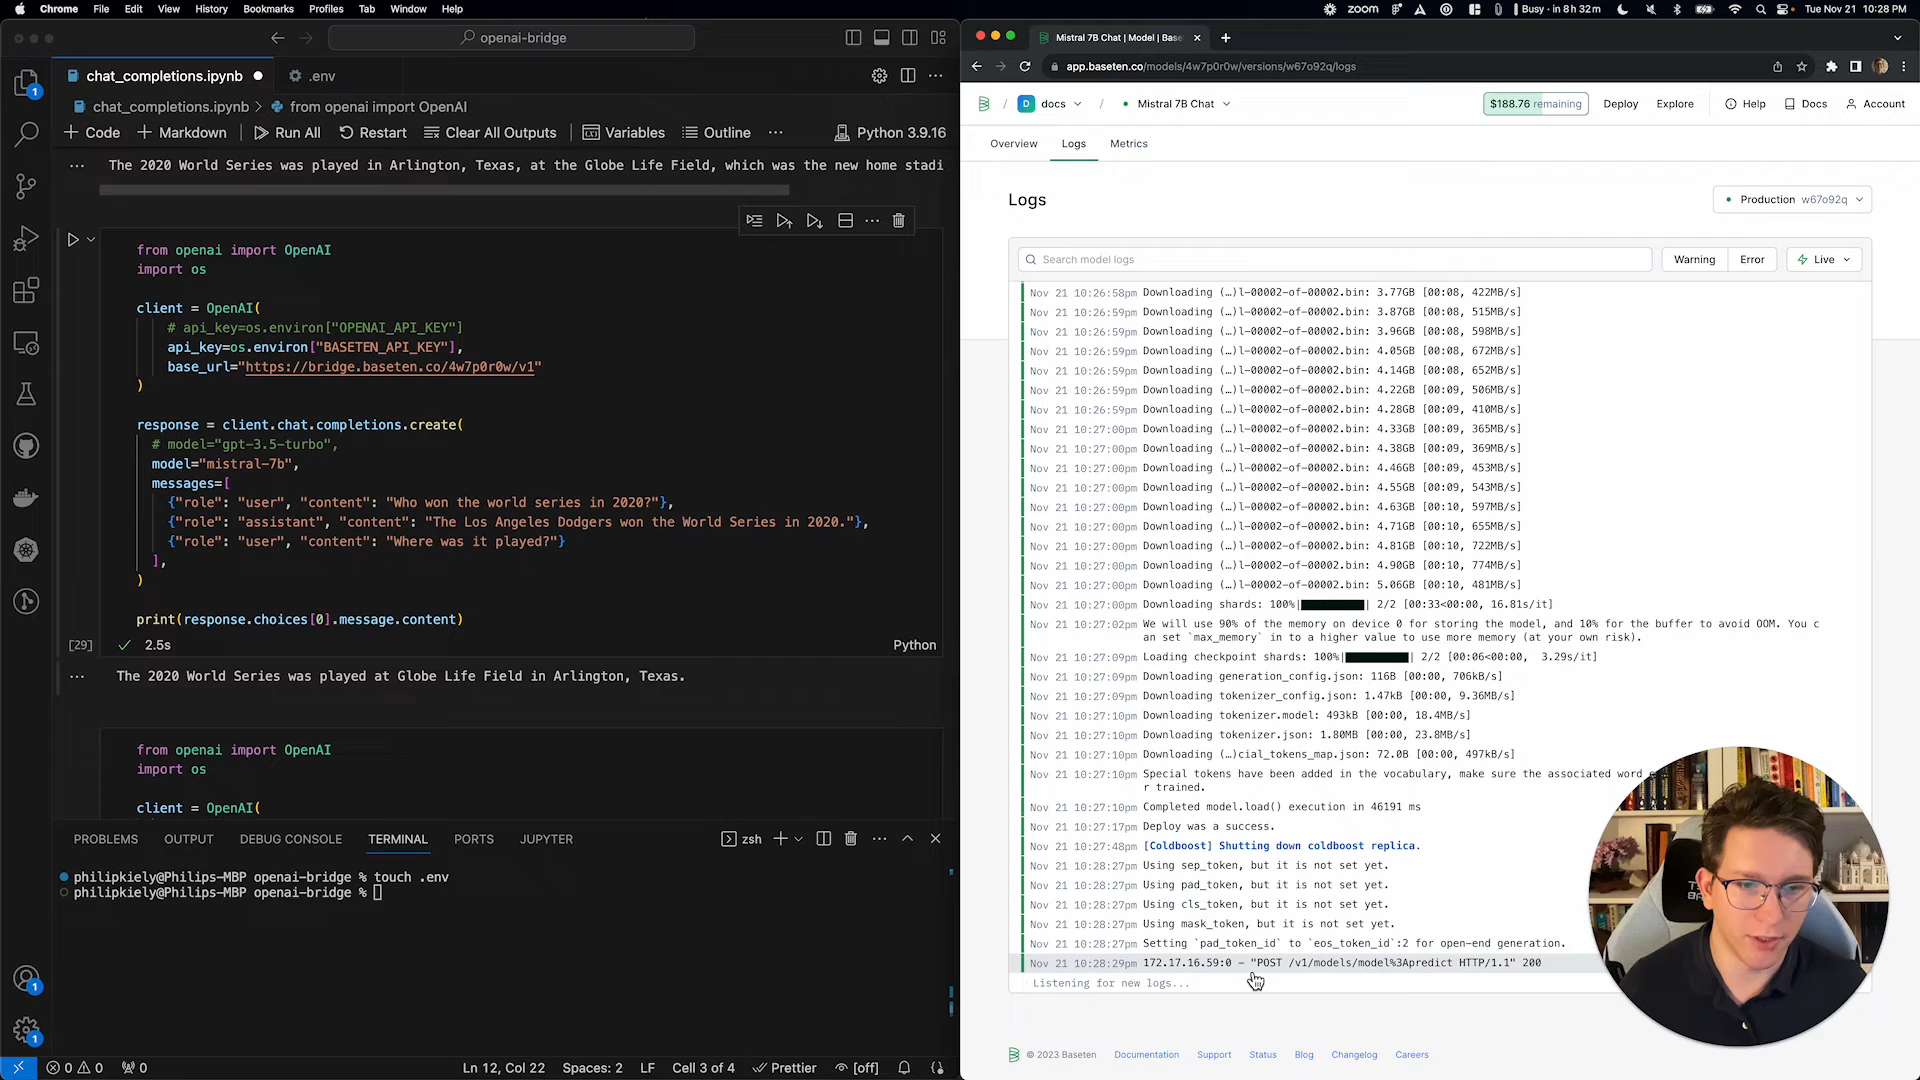 Chrome File Edit View History Bookmarks Profiles Tab Window Help
zoom Busy · in 8 h 32 m Tue Nov 21 10:28 PM
openai-bridge
chat_completions.ipynb .env
chat_completions.ipynb > from openai import OpenAI
+ Code + Markdown Run All Restart Clear All Outputs Variables Outline ··· Python 3.9.16
··· The 2020 World Series was played in Arlington, Texas, at the Globe Life Field, which was the new home stadi
from openai import OpenAI
import os
client = OpenAI(
# api_key=os.environ["OPENAI_API_KEY"]
api_key=os.environ["BASETEN_API_KEY"],
base_url="https://bridge.baseten.co/4w7p0r0w/v1"
)
response = client.chat.completions.create(
# model="gpt-3.5-turbo",
model="mistral-7b",
messages=[
{"role": "user", "content": "Who won the world series in 2020?"},
{"role": "assistant", "content": "The Los Angeles Dodgers won the World Series in 2020."},
{"role": "user", "content": "Where was it played?"}
],
)
print(response.choices[0].message.content)
[29] 2.5s Python
··· The 2020 World Series was played at Globe Life Field in Arlington, Texas.
from openai import OpenAI
import os
client = OpenAI(
PROBLEMS OUTPUT DEBUG CONSOLE TERMINAL PORTS JUPYTER zsh
philipkiely@Philips-MBP openai-bridge % touch .env
philipkiely@Philips-MBP openai-bridge %
0 0 0 Ln 12, Col 22 Spaces: 2 LF Cell 3 of 4 Prettier [off]
Mistral 7B Chat | Model | Base
app.baseten.co/models/4w7p0r0w/versions/w67o92q/logs
/ D docs / Mistral 7B Chat $188.76 remaining Deploy Explore Help Docs Account
Overview Logs Metrics
Logs
Production w67o92q
Search model logs Warning Error Live
Nov 21 10:26:58pm Downloading (…)l-00002-of-00002.bin: 3.77GB [00:08, 422MB/s]
Nov 21 10:26:59pm Downloading (…)l-00002-of-00002.bin: 3.87GB [00:08, 515MB/s]
Nov 21 10:26:59pm Downloading (…)l-00002-of-00002.bin: 3.96GB [00:08, 598MB/s]
Nov 21 10:26:59pm Downloading (…)l-00002-of-00002.bin: 4.05GB [00:08, 672MB/s]
Nov 21 10:26:59pm Downloading (…)l-00002-of-00002.bin: 4.14GB [00:08, 652MB/s]
Nov 21 10:26:59pm Downloading (…)l-00002-of-00002.bin: 4.22GB [00:09, 506MB/s]
Nov 21 10:26:59pm Downloading (…)l-00002-of-00002.bin: 4.28GB [00:09, 410MB/s]
Nov 21 10:27:00pm Downloading (…)l-00002-of-00002.bin: 4.33GB [00:09, 365MB/s]
Nov 21 10:27:00pm Downloading (…)l-00002-of-00002.bin: 4.38GB [00:09, 369MB/s]
Nov 21 10:27:00pm Downloading (…)l-00002-of-00002.bin: 4.46GB [00:09, 453MB/s]
Nov 21 10:27:00pm Downloading (…)l-00002-of-00002.bin: 4.55GB [00:09, 543MB/s]
Nov 21 10:27:00pm Downloading (…)l-00002-of-00002.bin: 4.63GB [00:10, 597MB/s]
Nov 21 10:27:00pm Downloading (…)l-00002-of-00002.bin: 4.71GB [00:10, 655MB/s]
Nov 21 10:27:00pm Downloading (…)l-00002-of-00002.bin: 4.81GB [00:10, 722MB/s]
Nov 21 10:27:00pm Downloading (…)l-00002-of-00002.bin: 4.90GB [00:10, 774MB/s]
Nov 21 10:27:00pm Downloading (…)l-00002-of-00002.bin: 5.06GB [00:10, 481MB/s]
Nov 21 10:27:00pm Downloading shards: 100%|██████████| 2/2 [00:33<00:00, 16.81s/it]
Nov 21 10:27:02pm We will use 90% of the memory on device 0 for storing the model, and 10% for the buffer to avoid OOM. You c
an set `max_memory` in to a higher value to use more memory (at your own risk).
Nov 21 10:27:09pm Loading checkpoint shards: 100%|██████████| 2/2 [00:06<00:00, 3.29s/it]
Nov 21 10:27:09pm Downloading generation_config.json: 116B [00:00, 706kB/s]
Nov 21 10:27:09pm Downloading tokenizer_config.json: 1.47kB [00:00, 9.36MB/s]
Nov 21 10:27:10pm Downloading tokenizer.model: 493kB [00:00, 18.4MB/s]
Nov 21 10:27:10pm Downloading tokenizer.json: 1.80MB [00:00, 23.8MB/s]
Nov 21 10:27:10pm Downloading (…)cial_tokens_map.json: 72.0B [00:00, 497kB/s]
Nov 21 10:27:10pm Special tokens have been added in the vocabulary, make sure the associated word e
r trained.
Nov 21 10:27:10pm Completed model.load() execution in 46191 ms
Nov 21 10:27:17pm Deploy was a success.
Nov 21 10:27:48pm [Coldboost] Shutting down coldboost replica.
Nov 21 10:28:27pm Using sep_token, but it is not set yet.
Nov 21 10:28:27pm Using pad_token, but it is not set yet.
Nov 21 10:28:27pm Using cls_token, but it is not set yet.
Nov 21 10:28:27pm Using mask_token, but it is not set yet.
Nov 21 10:28:27pm Setting `pad_token_id` to `eos_token_id`:2 for open-end generation.
Nov 21 10:28:29pm 172.17.16.59:0 - "POST /v1/models/model%3Apredict HTTP/1.1" 200
Listening for new logs...
© 2023 Baseten Documentation Support Status Blog Changelog Careers